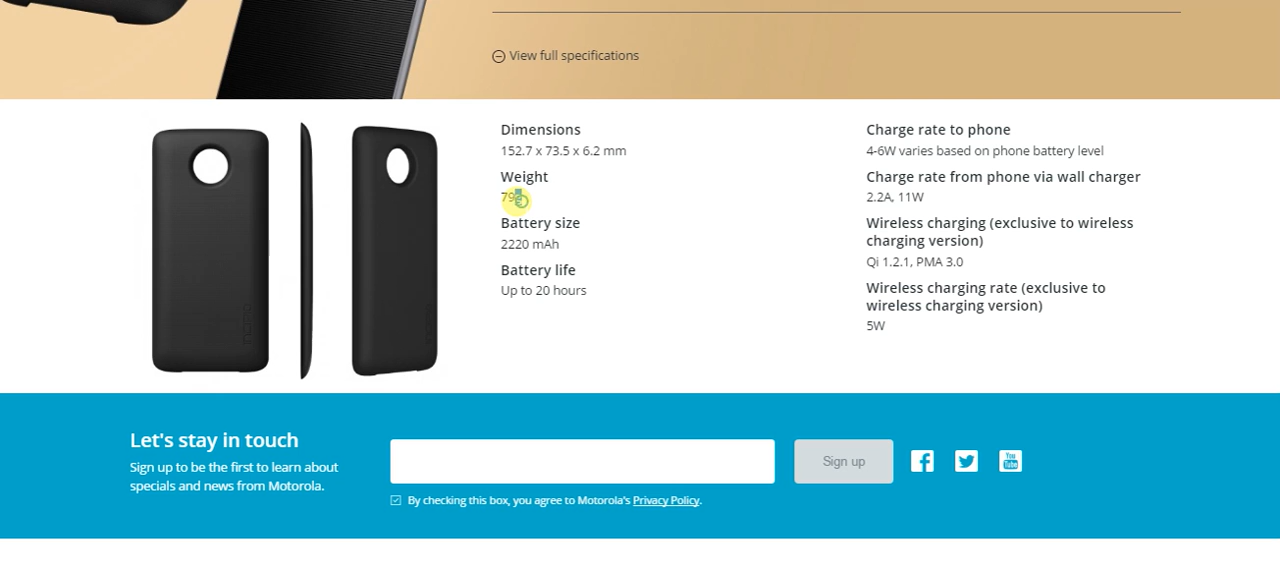 View full specifications
Dimensions
152.7 x 73.5 x 6.2 mm
Weight
Battery size
2220 mAh
Battery life
Up to 20 hours
Charge rate to phone
4-6W varies based on phone battery level
Charge rate from phone via wall charger
2.2A, 11W
Wireless charging (exclusive to wireless
charging version)
Qi 1.2.1, PMA 3.0
Wireless charging rate (exclusive to
wireless charging version)
5W
Let's stay in touch
Sign up to be the first to learn about
specials and news from Motorola.
Sign up
By checking this box, you agree to Motorola's Privacy Policy.
You
Tube